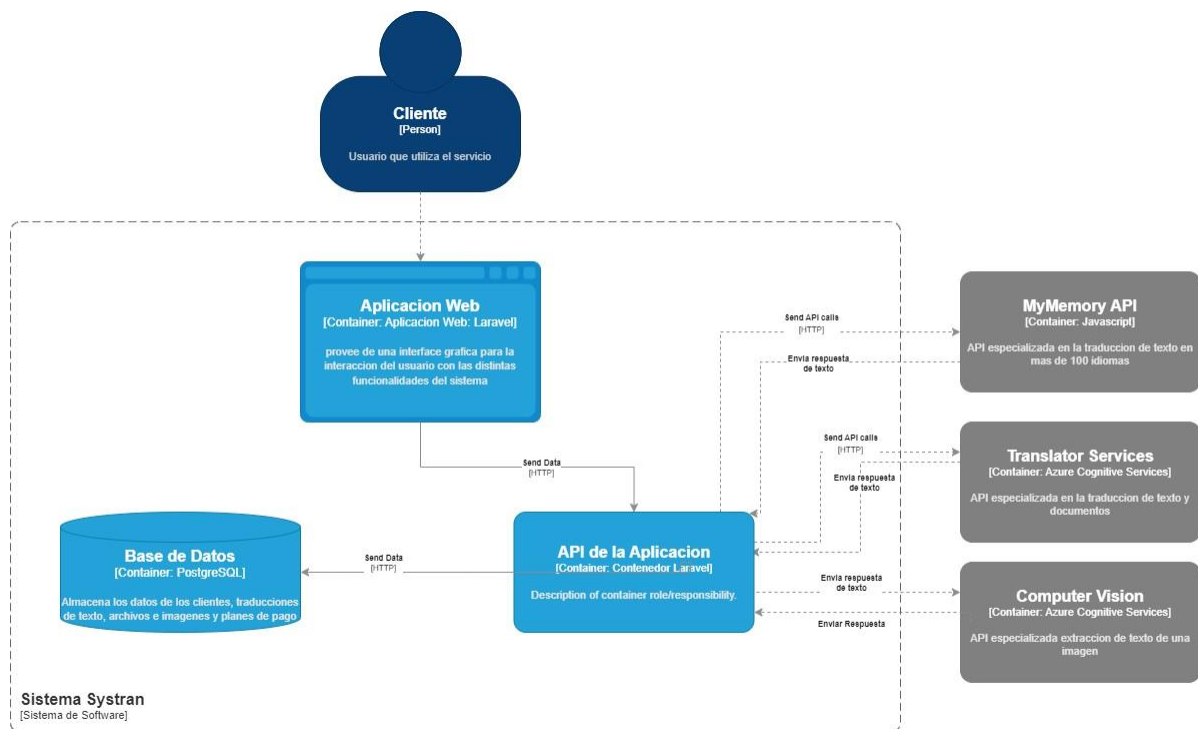 Cliente
[Person]
Usuario que utiliza el servicio
Aplicacion Web
[Container: Aplicacion Web: Laravel]
provee de una interface grafica para la
interaccion del usuario con las distintas
funcionalidades del sistema
Send API calls
[HTTP]
Envia respuesta
de texto
MyMemory API
[Container: Javascript]
API especializada en la traduccion de texto en
mas de 100 idiomas
Send API calls
[HTTP]
Envia respuesta
de texto
Translator Services
[Container: Azure Cognitive Services]
API especializada en la traduccion de texto y
documentos
Send Data
[HTTP]
Base de Datos
[Container: PostgreSQL]
Almacena los datos de los clientes, traducciones
de texto, archivos e imagenes y planes de pago
Send Data
[HTTP]
API de la Aplicacion
[Container: Contenedor Laravel]
Description of container role/responsibility.
Envia respuesta
de texto
Enviar Respuesta
Computer Vision
[Container: Azure Cognitive Services]
API especializada extraccion de texto de una
imagen
Sistema Systran
[Sistema de Software]